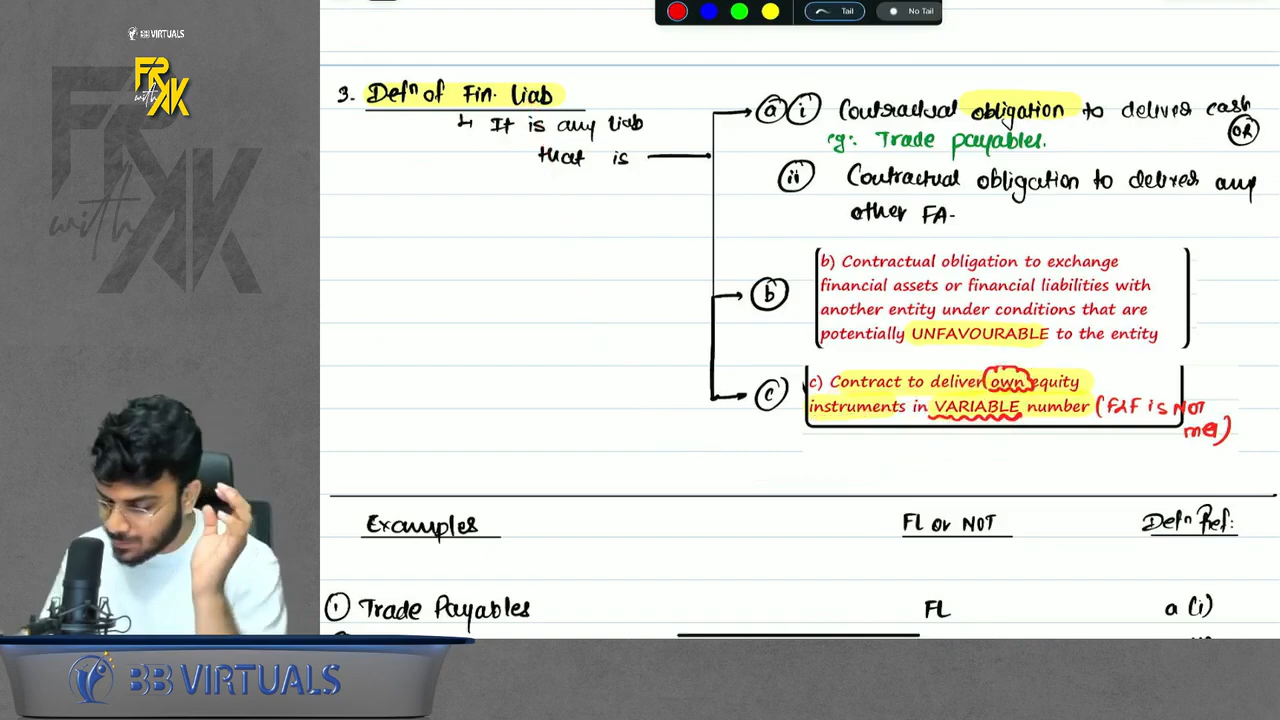 BB VIRTUALS
FR
with AK
Tail
No Tail
3. Defn of Fin. Liab
↳ It is any liab
that is
a i Contractual obligation to deliver cash
OR
eg: Trade payables.
ii Contractual obligation to deliver any
other FA.
b b) Contractual obligation to exchange
financial assets or financial liabilities with
another entity under conditions that are
potentially UNFAVOURABLE to the entity
c c) Contract to deliver own equity
instruments in VARIABLE number (F2F is NOT
met)
Examples FL or NOT Defn Ref:
① Trade Payables FL a (i)
BB VIRTUALS